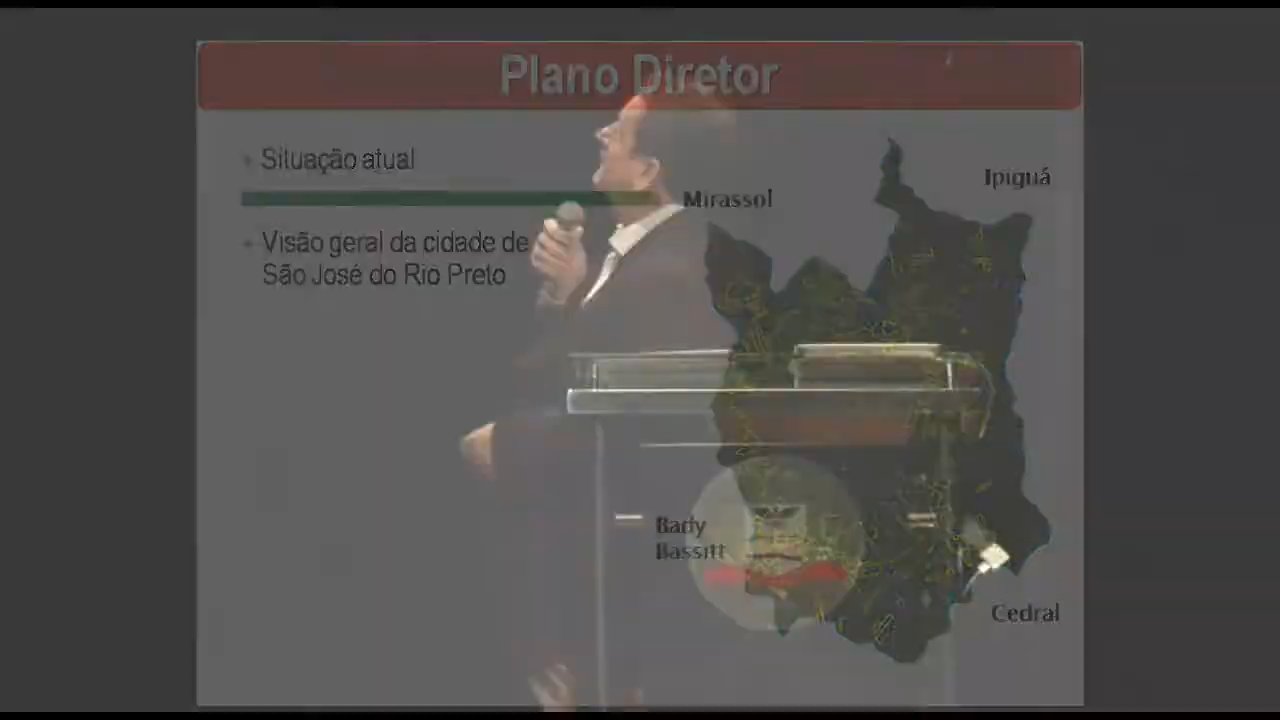 Plano Diretor
Situação atual
Ipiguá
Mirassol
Visão geral da cidade de
São José do Rio Preto
Bady
Bassitt
Cedral